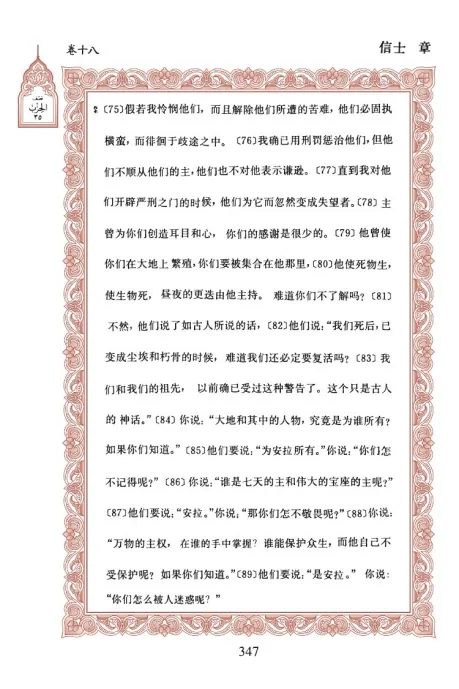 卷十八
信士 章
نصف
الحزب
٣٥
〔75〕假若我怜悯他们，而且解除他们所遭的苦难，他们必固执
横蛮，而徘徊于歧途之中。〔76〕我确已用刑罚惩治他们，但他
们不顺从他们的主，他们也不对他表示谦逊。〔77〕直到我对他
们开辟严刑之门的时候，他们为它而忽然变成失望者。〔78〕主
曾为你们创造耳目和心， 你们的感谢是很少的。〔79〕他曾使
你们在大地上繁殖，你们要被集合在他那里，〔80〕他使死物生，
使生物死， 昼夜的更迭由他主持。 难道你们不了解吗？〔81〕
不然，他们说了如古人所说的话，〔82〕他们说：“我们死后，已
变成尘埃和朽骨的时候， 难道我们还必定要复活吗？〔83〕我
们和我们的祖先， 以前确已受过这种警告了。这个只是古人
的 神话。”〔84〕你说：“大地和其中的人物，究竟是为谁所有？
如果你们知道。”〔85〕他们要说：“为安拉所有。”你说：“你们怎
不记得呢？”〔86〕你说：“谁是七天的主和伟大的宝座的主呢？”
〔87〕他们要说：“安拉。”你说：“那你们怎不敬畏呢？”〔88〕你说：
“万物的主权， 在谁的手中掌握？谁能保护众生，而他自己不
受保护呢？如果你们知道。”〔89〕他们要说：“是安拉。” 你说：
“你们怎么被人迷惑呢？”
347